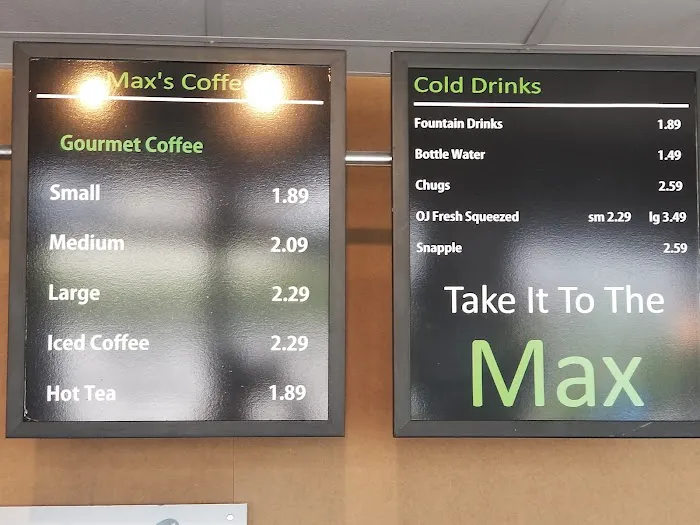 Max's Coffee
Gourmet Coffee
Small 1.89
Medium 2.09
Large 2.29
Iced Coffee 2.29
Hot Tea 1.89
Cold Drinks
Fountain Drinks 1.89
Bottle Water 1.49
Chugs 2.59
OJ Fresh Squeezed sm 2.29 lg 3.49
Snapple 2.59
Take It To The
Max